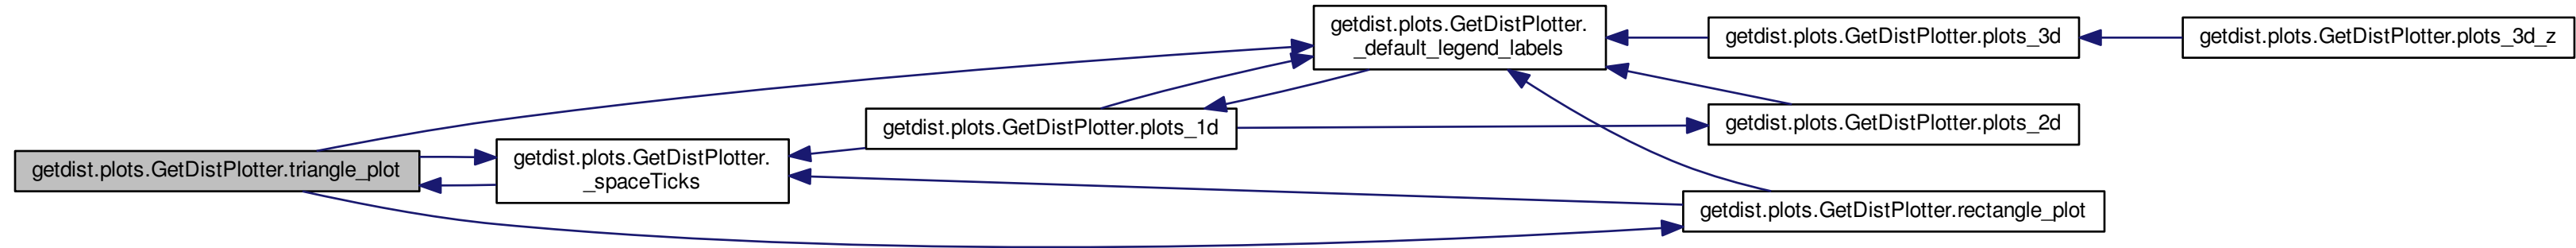 getdist.plots.GetDistPlotter.triangle_plot
getdist.plots.GetDistPlotter.
_spaceTicks
getdist.plots.GetDistPlotter.plots_1d
getdist.plots.GetDistPlotter.
_default_legend_labels
getdist.plots.GetDistPlotter.plots_3d
getdist.plots.GetDistPlotter.plots_3d_z
getdist.plots.GetDistPlotter.plots_2d
getdist.plots.GetDistPlotter.rectangle_plot